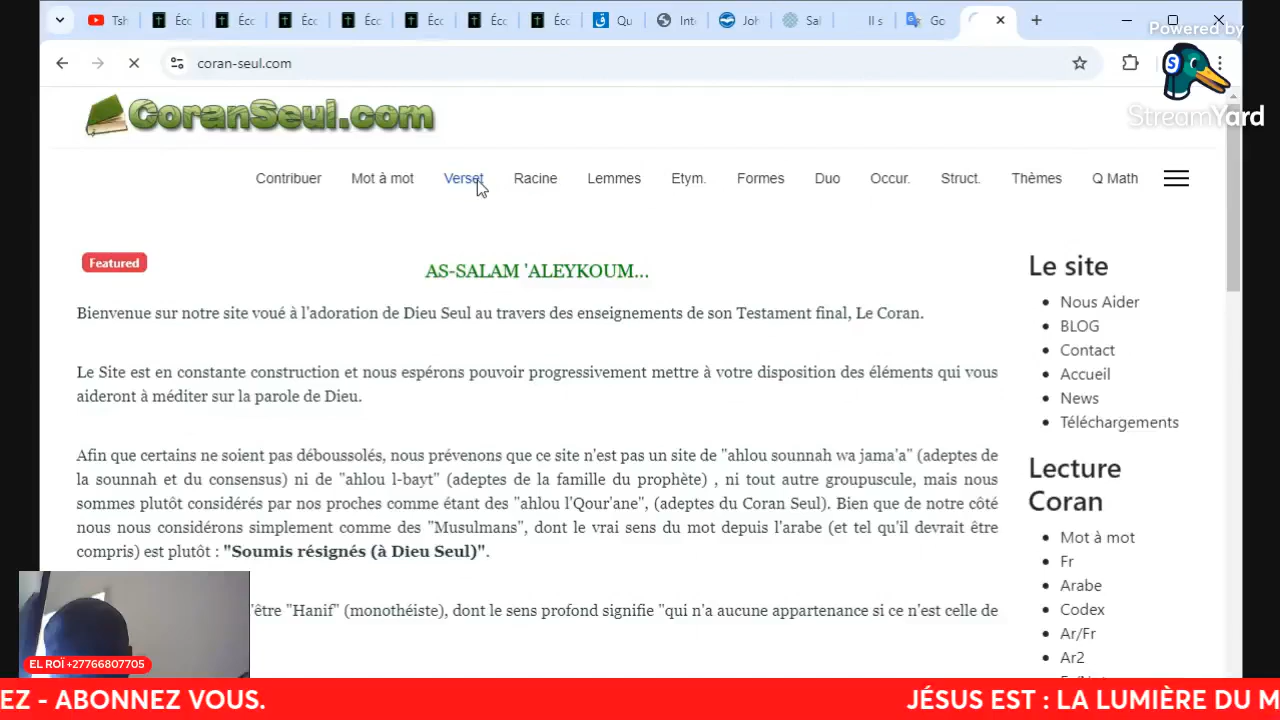 Tsh
Écc
Écc
Écc
Écc
Écc
Écc
Écc
Qu
Inte
Joh
Sal
Il s
Go
Powered by
coran-seul.com
S
StreamYard
CoranSeul.com
Contribuer Mot à mot Verset Racine Lemmes Etym. Formes Duo Occur. Struct. Thèmes Q Math
Featured
AS-SALAM 'ALEYKOUM...
Bienvenue sur notre site voué à l'adoration de Dieu Seul au travers des enseignements de son Testament final, Le Coran.
Le Site est en constante construction et nous espérons pouvoir progressivement mettre à votre disposition des éléments qui vous
aideront à méditer sur la parole de Dieu.
Afin que certains ne soient pas déboussolés, nous prévenons que ce site n'est pas un site de "ahlou sounnah wa jama'a" (adeptes de
la sounnah et du consensus) ni de "ahlou l-bayt" (adeptes de la famille du prophète) , ni tout autre groupuscule, mais nous
sommes plutôt considérés par nos proches comme étant des "ahlou l'Qour'ane", (adeptes du Coran Seul). Bien que de notre côté
nous nous considérons simplement comme des "Musulmans", dont le vrai sens du mot depuis l'arabe (et tel qu'il devrait être
compris) est plutôt : "Soumis résignés (à Dieu Seul)".
'être "Hanif" (monothéiste), dont le sens profond signifie "qui n'a aucune appartenance si ce n'est celle de
Le site
Nous Aider
BLOG
Contact
Accueil
News
Téléchargements
Lecture
Coran
Mot à mot
Fr
Arabe
Codex
Ar/Fr
Ar2
EL ROÏ +27766807705
EZ - ABONNEZ VOUS.
JÉSUS EST : LA LUMIÈRE DU M